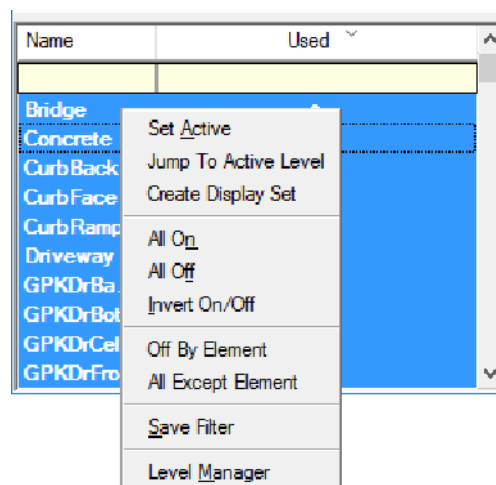 Name Used
Bridge
Set Active
Concrete
Jump To Active Level
CurbBack
Create Display Set
CurbFace
CurbRamp
All On
Driveway
All Off
GPKDrBa
Invert On/Off
GPKDrBot
GPKDrCel
Off By Element
GPKDrFro
All Except Element
Save Filter
Level Manager